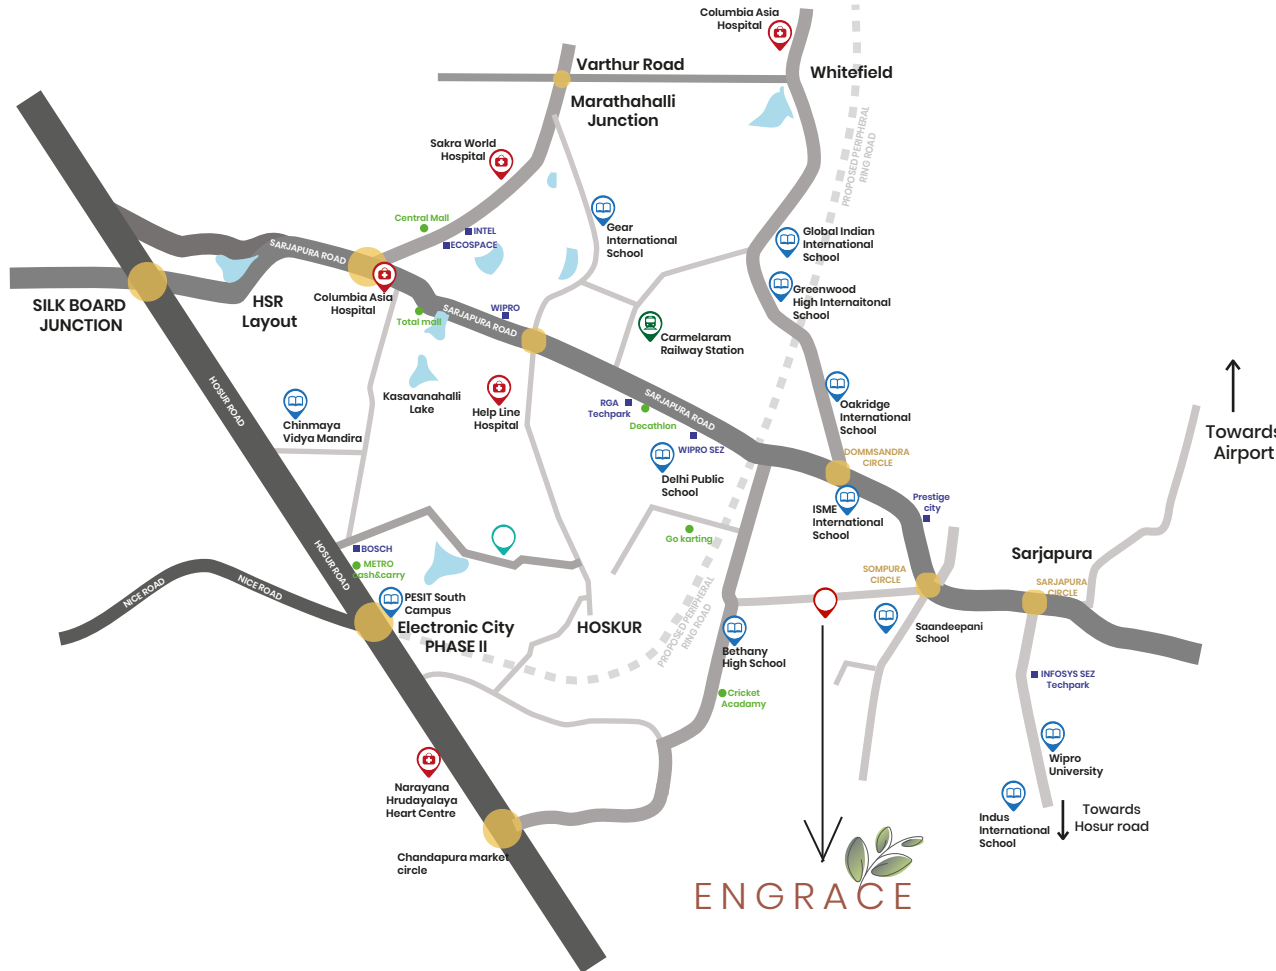 Columbia Asia
Hospital
Varthur Road
Whitefield
Marathahalli
Junction
PROPOSED PERIPHERAL
RING ROAD
Sakra World
Hospital
Central Mall
INTEL
ECOSPACE
Gear
International
School
Global Indian
International
School
SARJAPURA ROAD
Greenwood
High Internaitonal
School
SILK BOARD
JUNCTION
HSR
Layout
Columbia Asia
Hospital
Total mall
SARJAPURA ROAD
WIPRO
Carmelaram
Railway Station
HOSUR ROAD
Kasavanahalli
Lake
Help Line
Hospital
RGA
Techpark
SARJAPURA ROAD
Decathlon
WIPRO SEZ
Oakridge
International
School
Chinmaya
Vidya Mandira
DOMMSANDRA
CIRCLE
Towards
Airport
Delhi Public
School
ISME
International
School
Prestige
city
Go karting
HOSUR ROAD
BOSCH
METRO
cash&carry
Sarjapura
SOMPURA
CIRCLE
SARJAPURA
CIRCLE
NICE ROAD
NICE ROAD
PESIT South
Campus
Electronic City
PHASE II
HOSKUR
PROPOSED PERIPHERAL
RING ROAD
Bethany
High School
Saandeepani
School
Cricket
Acadamy
INFOSYS SEZ
Techpark
Wipro
University
Narayana
Hrudayalaya
Heart Centre
Indus
International
School
Towards
Hosur road
Chandapura market
circle
ENGRACE